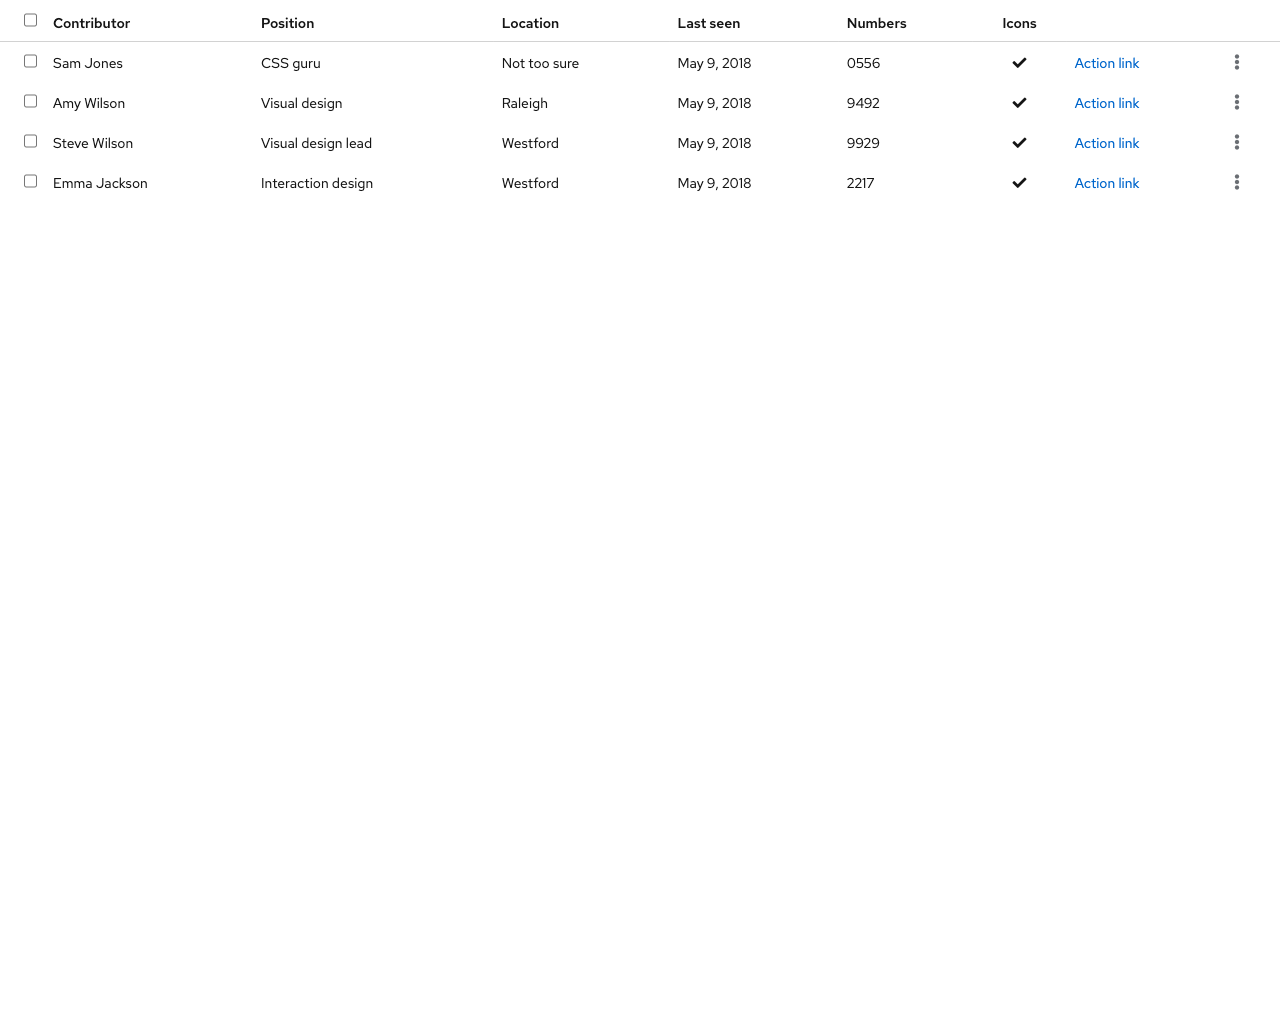 Contributor Position Location Last seen Numbers Icons
Sam Jones CSS guru Not too sure May 9, 2018 0556 Action link
Amy Wilson Visual design Raleigh May 9, 2018 9492 Action link
Steve Wilson Visual design lead Westford May 9, 2018 9929 Action link
Emma Jackson Interaction design Westford May 9, 2018 2217 Action link